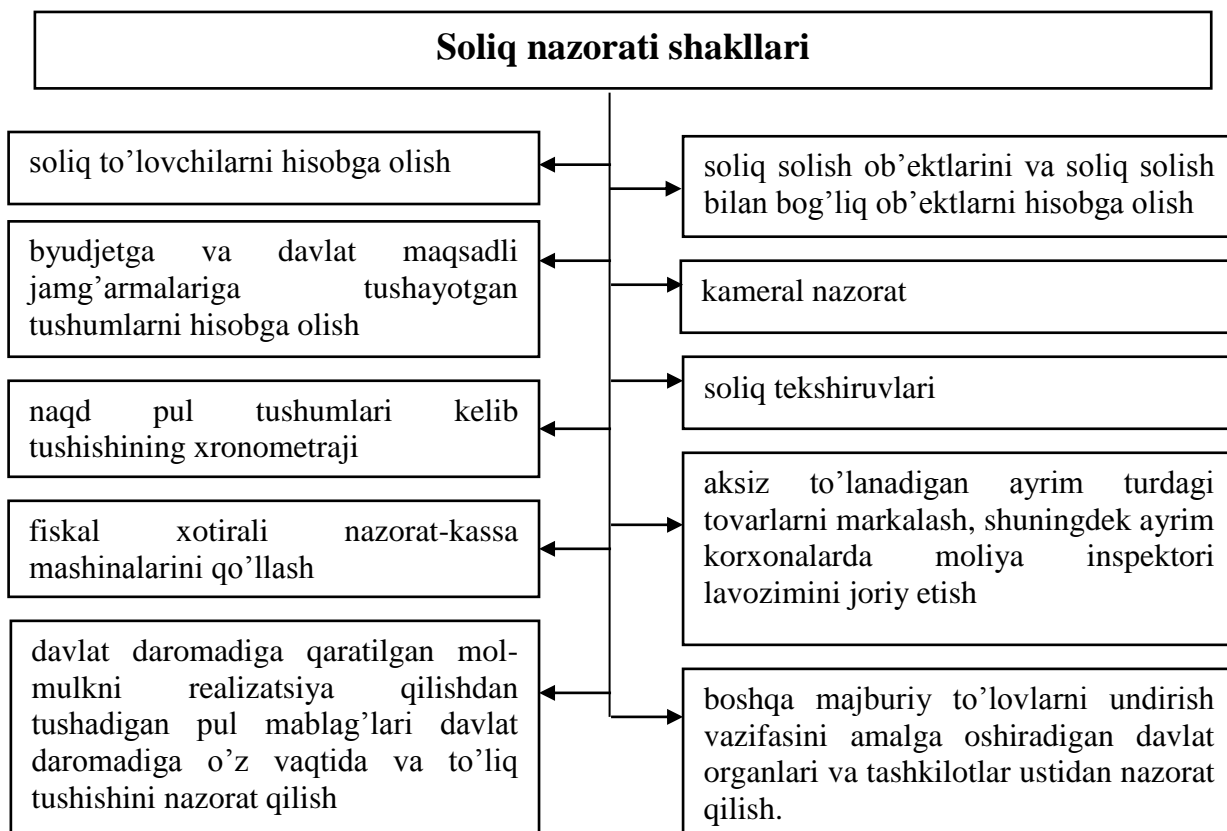 Soliq nazorati shakllari
soliq to’lovchilarni hisobga olish
soliq solish ob’ektlarini va soliq solish
bilan bog’liq ob’ektlarni hisobga olish
byudjetga va davlat maqsadli
jamg’armalariga tushayotgan
tushumlarni hisobga olish
kameral nazorat
soliq tekshiruvlari
naqd pul tushumlari kelib
tushishining xronometraji
aksiz to’lanadigan ayrim turdagi
tovarlarni markalash, shuningdek ayrim
korxonalarda moliya inspektori
lavozimini joriy etish
fiskal xotirali nazorat-kassa
mashinalarini qo’llash
davlat daromadiga qaratilgan mol-
mulkni realizatsiya qilishdan
tushadigan pul mablag’lari davlat
daromadiga o’z vaqtida va to’liq
tushishini nazorat qilish
boshqa majburiy to’lovlarni undirish
vazifasini amalga oshiradigan davlat
organlari va tashkilotlar ustidan nazorat
qilish.